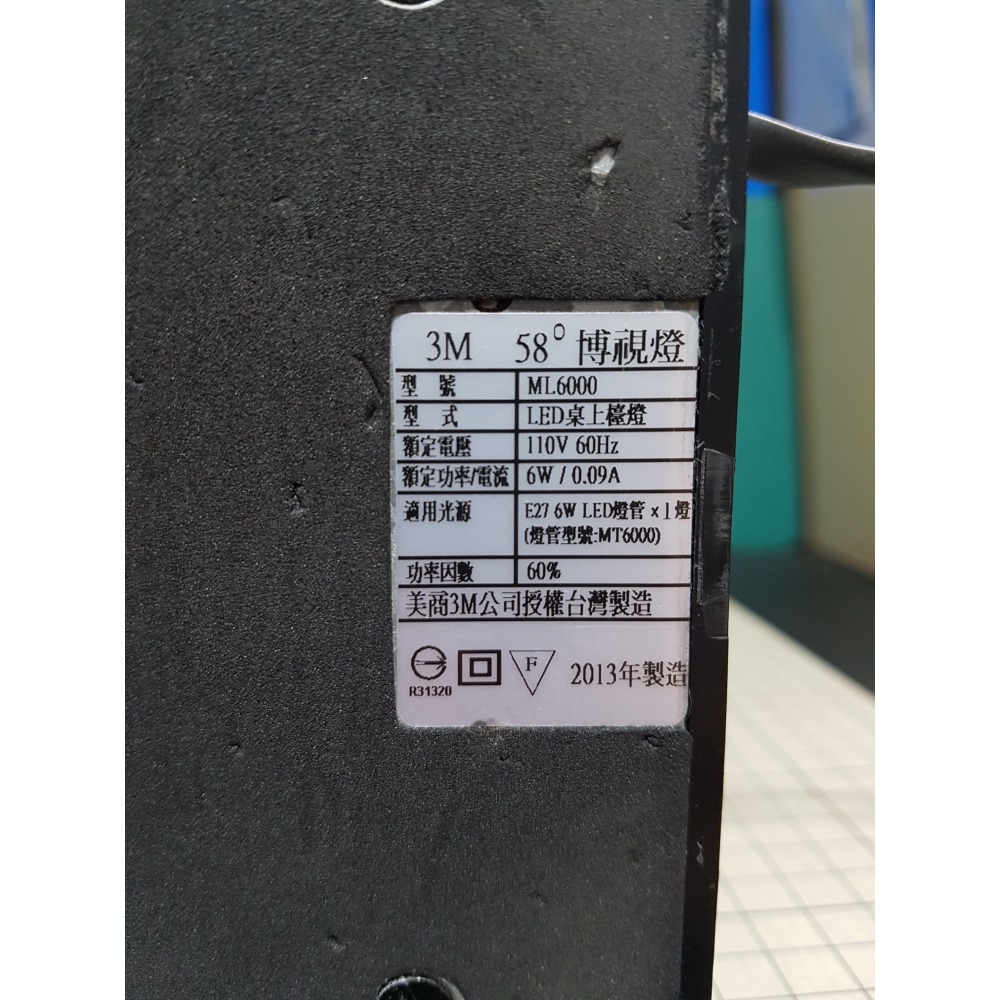 3M 58° 博視燈
型 號 ML6000
型 式 LED桌上檯燈
額定電壓 110V 60Hz
額定功率/電流 6W / 0.09A
適用光源 E27 6W LED燈管 x 1 燈
(燈管型號:MT6000)
功率因數 60%
美商3M公司授權台灣製造
R31320 F 2013年製造